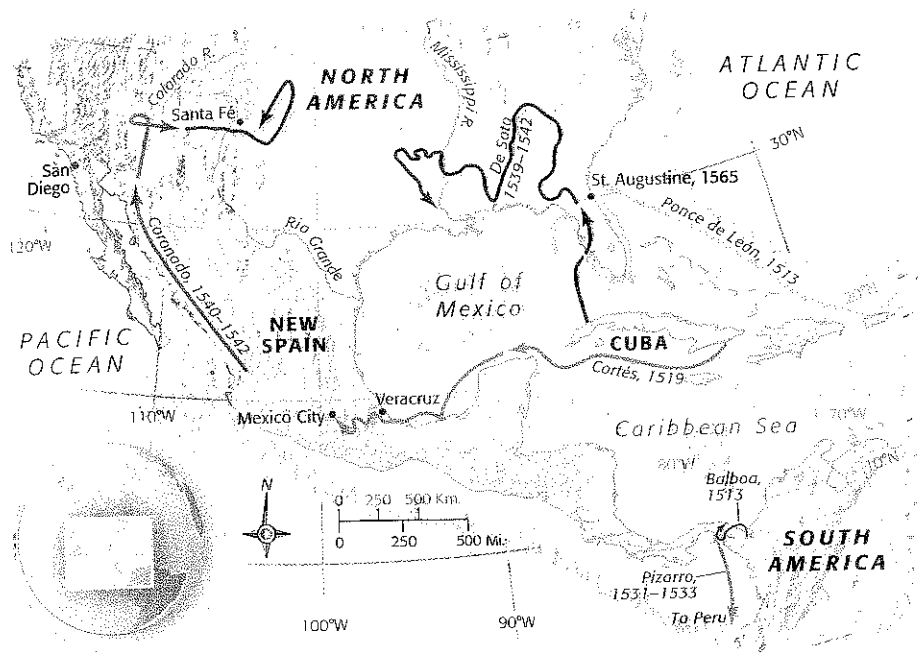 NORTH
AMERICA
ATLANTIC
OCEAN
Colorado R.
Mississippi R.
Santa Fé
De Soto
1539–1542
30°N
San
Diego
St. Augustine, 1565
Ponce de León, 1513
120°W
Rio Grande
Coronado, 1540–1542
Gulf of
Mexico
20°N
NEW
SPAIN
PACIFIC
OCEAN
CUBA
Cortés, 1519
110°W
Mexico City
Veracruz
70°W
Caribbean Sea
80°W
10°N
Balboa,
1513
N
0 250 500 Km.
0 250 500 Mi.
SOUTH
AMERICA
Pizarro,
1531–1533
To Peru
100°W
90°W